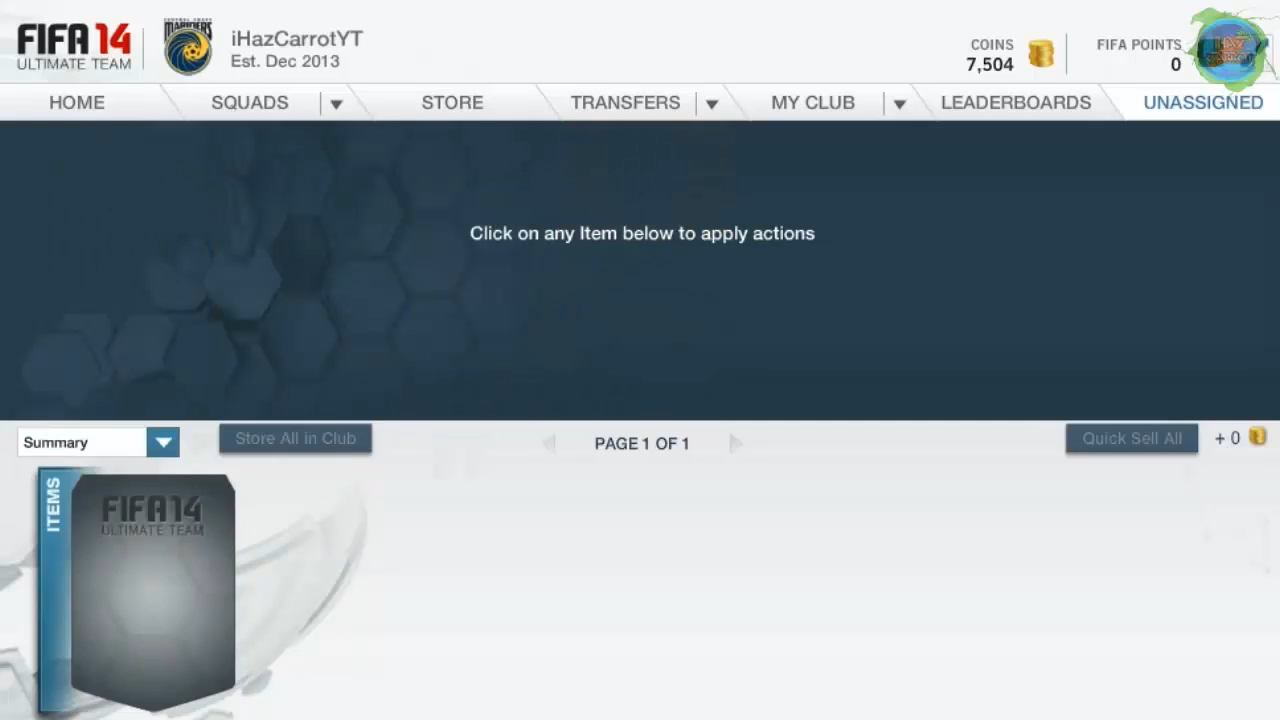 FIFA 14
ULTIMATE TEAM
MARINERS
iHazCarrotYT
Est. Dec 2013
COINS
7,504
FIFA POINTS
0
HOME
SQUADS
STORE
TRANSFERS
MY CLUB
LEADERBOARDS
UNASSIGNED
Click on any Item below to apply actions
Summary
Store All in Club
PAGE 1 OF 1
Quick Sell All
+ 0
ITEMS
FIFA 14
ULTIMATE TEAM